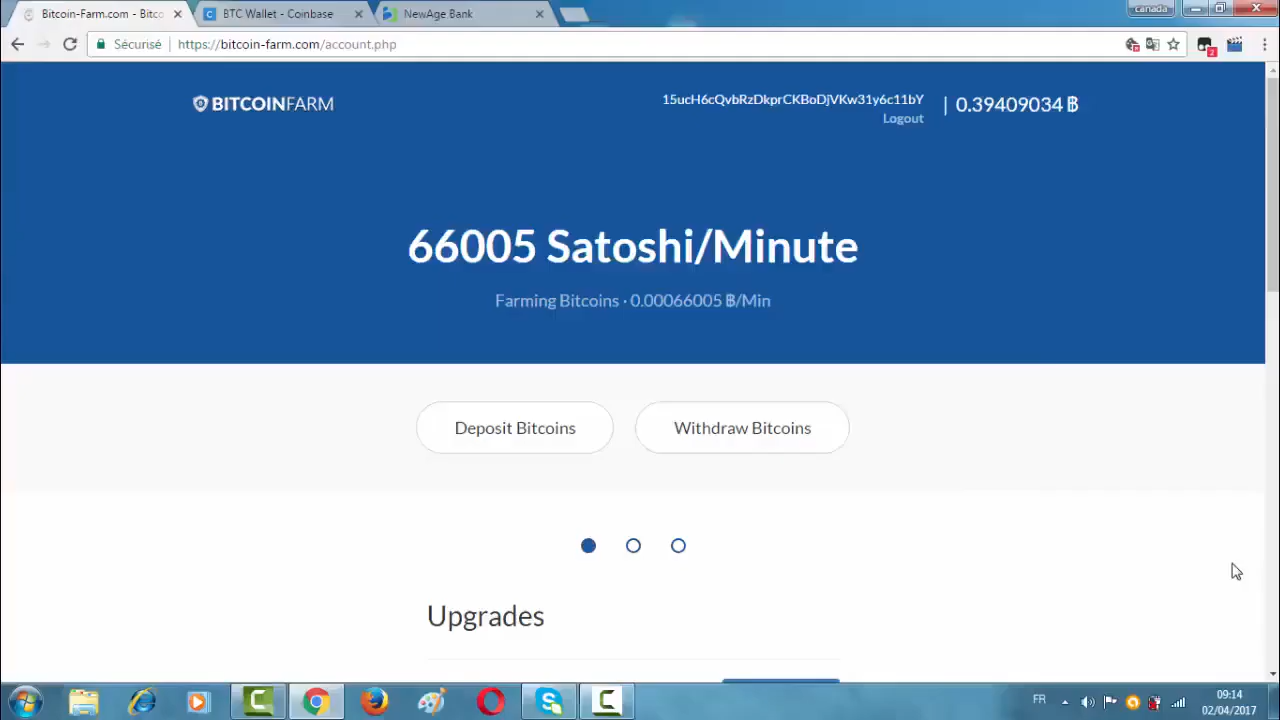 Bitcoin-Farm.com - Bitco
BTC Wallet - Coinbase
NewAge Bank
canada
Sécurisé
https://bitcoin-farm.com/account.php
2
BITCOINFARM
15ucH6cQvbRzDkprCKBoDjVKw31y6c11bY
Logout
| 0.39409034 ฿
66005 Satoshi/Minute
Farming Bitcoins · 0.00066005 ฿/Min
Deposit Bitcoins
Withdraw Bitcoins
Upgrades
FR
09:14
02/04/2017